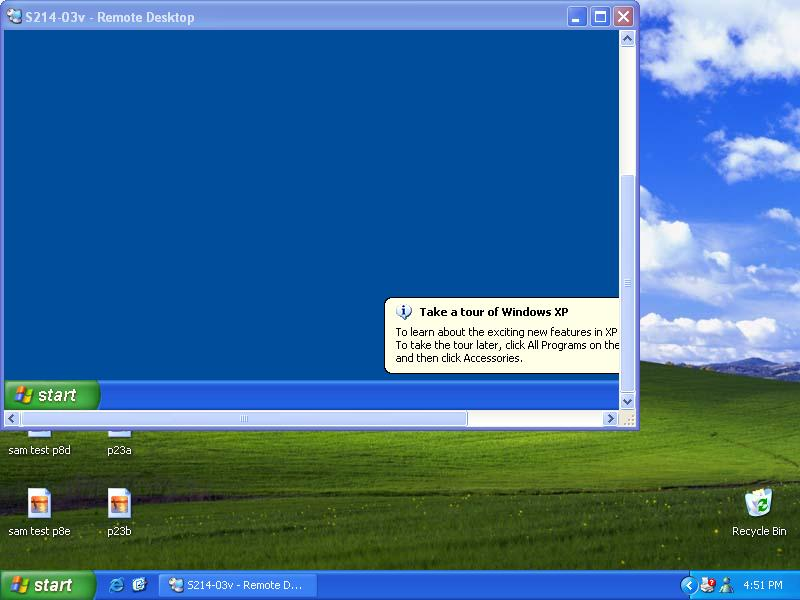 S214-03v - Remote Desktop
Take a tour of Windows XP
To learn about the exciting new features in XP
To take the tour later, click All Programs on the
and then click Accessories.
start
sam test p8d
p23a
sam test p8e
p23b
Recycle Bin
start
S214-03v - Remote D...
4:51 PM